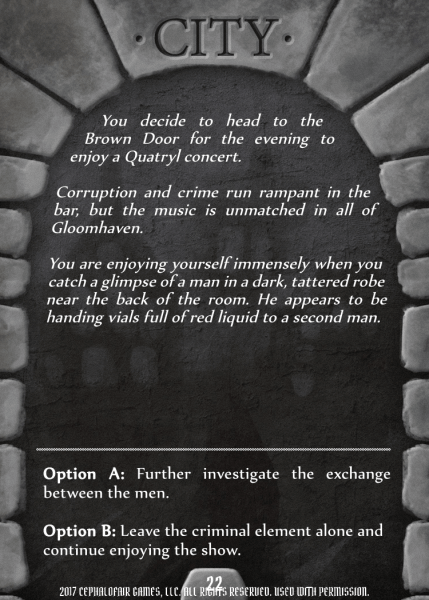 ·CITY·
You decide to head to the
Brown Door for the evening to
enjoy a Quatryl concert.
Corruption and crime run rampant in the
bar, but the music is unmatched in all of
Gloomhaven.
You are enjoying yourself immensely when you
catch a glimpse of a man in a dark, tattered robe
near the back of the room. He appears to be
handing vials full of red liquid to a second man.
Option A: Further investigate the exchange
between the men.
Option B: Leave the criminal element alone and
continue enjoying the show.
22
2017 CEPHALOFAIR GAMES, LLC. ALL RIGHTS RESERVED. USED WITH PERMISSION.